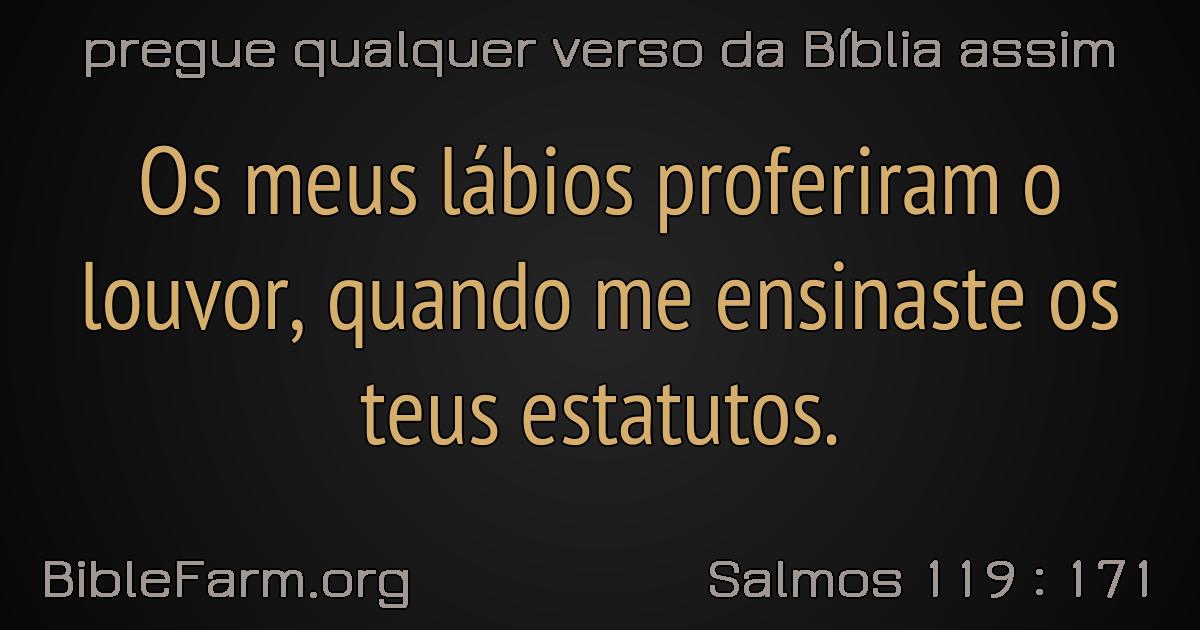 pregue qualquer verso da Bíblia assim
Os meus lábios proferiram o
louvor, quando me ensinaste os
teus estatutos.
BibleFarm.org
Salmos 119 : 171